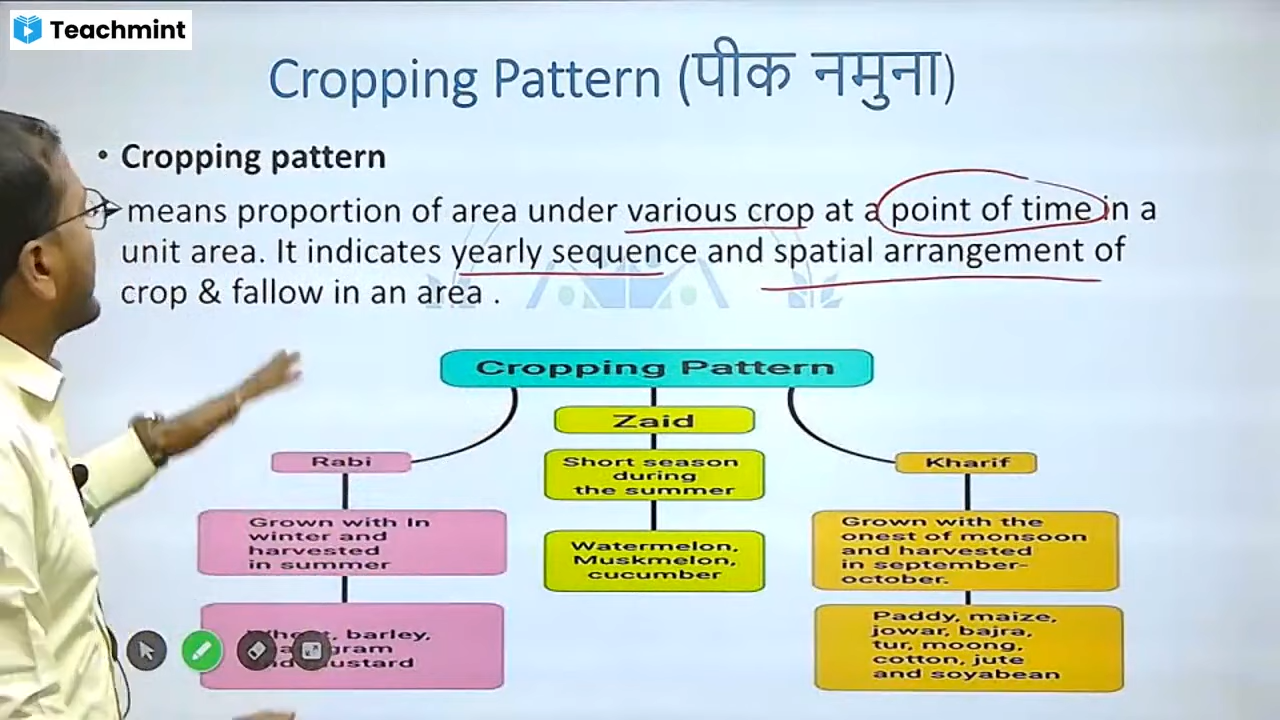 Teachmint
Cropping Pattern (पीक नमुना)
• Cropping pattern
means proportion of area under various crop at a point of time in a
unit area. It indicates yearly sequence and spatial arrangement of
crop & fallow in an area .
Cropping Pattern
Zaid
Short season
during
the summer
Watermelon,
Muskmelon,
cucumber
Rabi
Grown with In
winter and
harvested
in summer
barley,
gram
Kharif
Grown with the
onest of monsoon
and harvested
in september-
october.
Paddy, maize,
jowar, bajra,
tur, moong,
cotton, jute
and soyabean